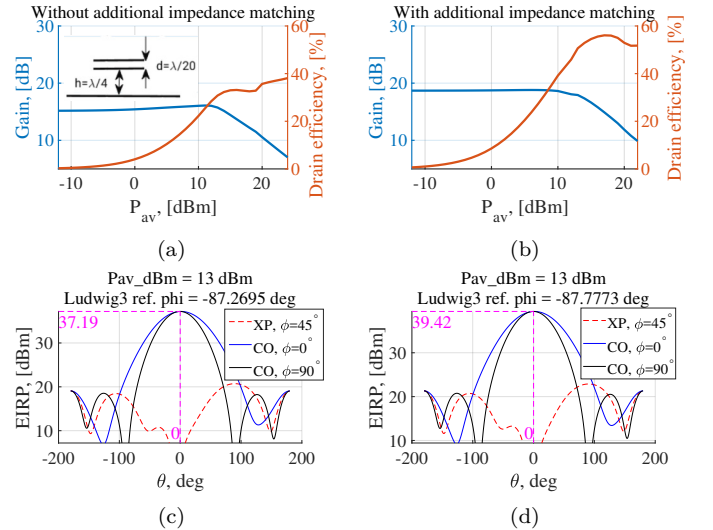 Without additional impedance matching
With additional impedance matching
30
20
10
Gain, [dB]
d=λ/20
h=λ/4
60
40
20
0
Drain efficiency, [%]
-10
0
10
20
P_av, [dBm]
(a)
30
20
10
Gain, [dB]
60
40
20
0
Drain efficiency, [%]
-10
0
10
20
P_av, [dBm]
(b)
Pav_dBm = 13 dBm
Ludwig3 ref. phi = -87.2695 deg
37.19
XP, ϕ=45°
CO, ϕ=0°
CO, ϕ=90°
30
20
10
EIRP, [dBm]
0
-200
-100
0
100
200
θ, deg
(c)
Pav_dBm = 13 dBm
Ludwig3 ref. phi = -87.7773 deg
39.42
XP, ϕ=45°
CO, ϕ=0°
CO, ϕ=90°
30
20
10
EIRP, [dBm]
0
-200
-100
0
100
200
θ, deg
(d)